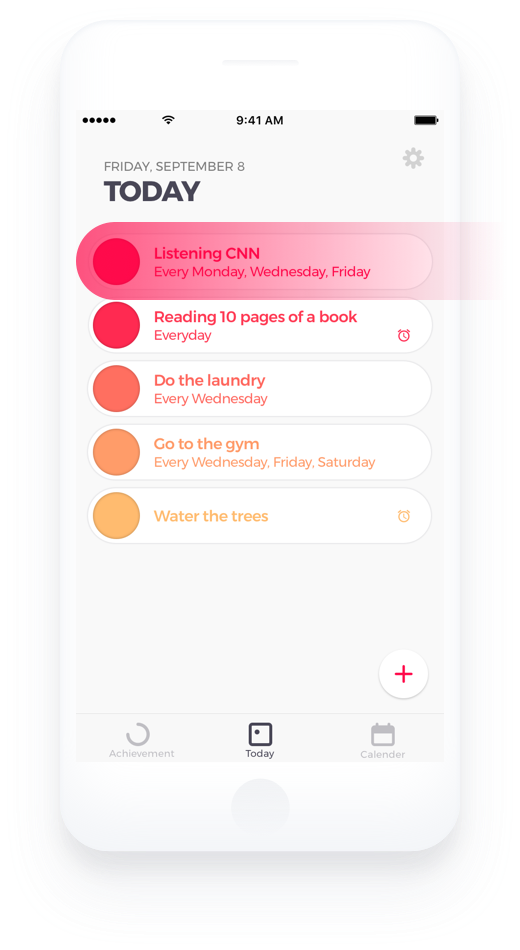 9:41 AM
FRIDAY, SEPTEMBER 8
TODAY
Listening CNN
Every Monday, Wednesday, Friday
Reading 10 pages of a book
Everyday
Do the laundry
Every Wednesday
Go to the gym
Every Wednesday, Friday, Saturday
Water the trees
Achievement
Today
Calender